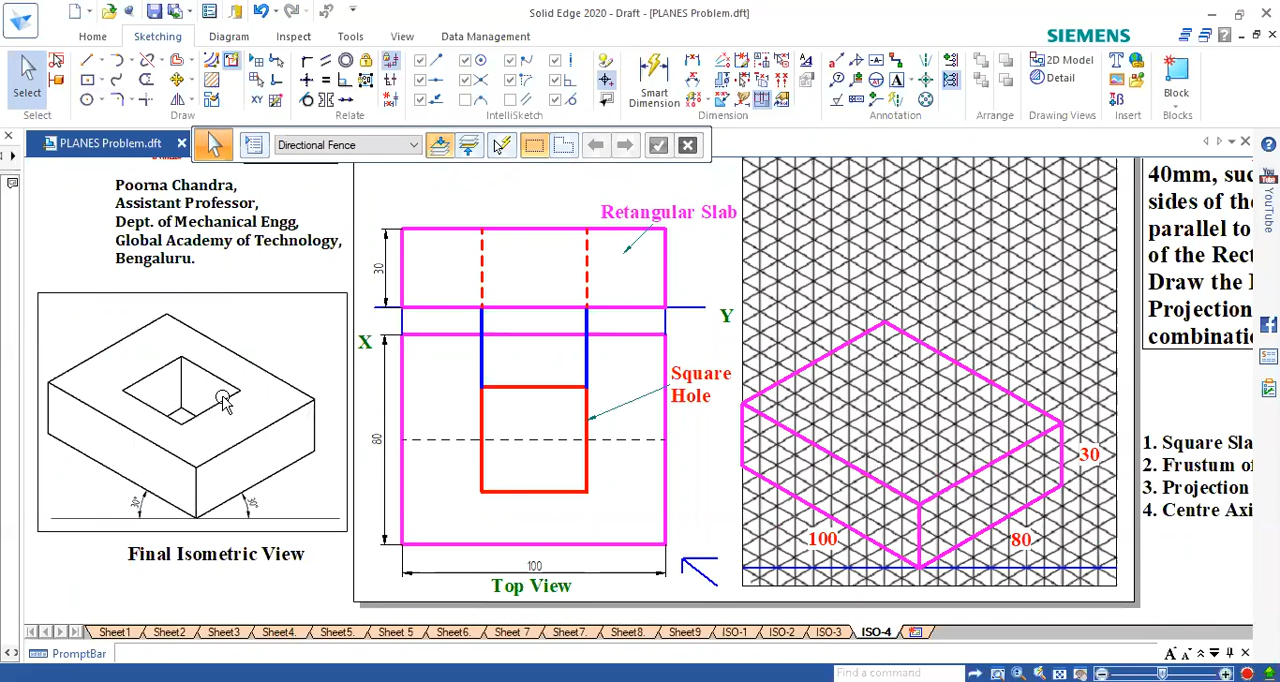 Solid Edge 2020 - Draft - [PLANES Problem.dft]
Home
Sketching
Diagram
Inspect
Tools
View
Data Management
SIEMENS
Select
Smart
Dimension
2D Model
Detail
Block
Select
Draw
Relate
IntelliSketch
Dimension
Annotation
Arrange
Drawing Views
Insert
Blocks
PLANES Problem.dft
Directional Fence
You
Tube
YouTube
Poorna Chandra,
Assistant Professor,
Dept. of Mechanical Engg,
Global Academy of Technology,
Bengaluru.
30°
30°
Final Isometric View
Retangular Slab
30
X
Y
Square
Hole
80
100
Top View
30
100
80
40mm, suc
sides of the
parallel to
of the Rect
Draw the I
Projection
combinati
1. Square Sla
2. Frustum of
3. Projection
4. Centre Axi
Sheet1
Sheet2
Sheet3
Sheet4.
Sheet5.
Sheet 5
Sheet6.
Sheet 7
Sheet7.
Sheet8.
Sheet9
ISO-1
ISO-2
ISO-3
ISO-4
PromptBar
Find a command